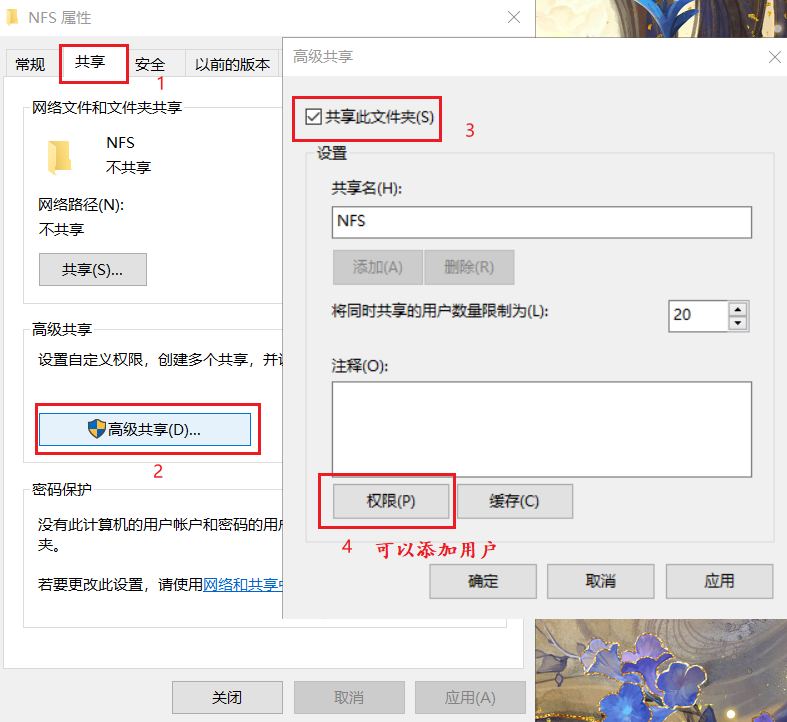 NFS 属性
常规
共享
安全
以前的版本
1
网络文件和文件夹共享
NFS
不共享
网络路径(N):
不共享
共享(S)...
高级共享
设置自定义权限，创建多个共享，并
高级共享(D)...
2
密码保护
没有此计算机的用户帐户和密码的用
夹。
若要更改此设置，请使用网络和共享
关闭
取消
应用(A)
高级共享
共享此文件夹(S)
3
设置
共享名(H):
NFS
添加(A)
删除(R)
将同时共享的用户数量限制为(L):
20
注释(O):
权限(P)
缓存(C)
4 可以添加用户
确定
取消
应用